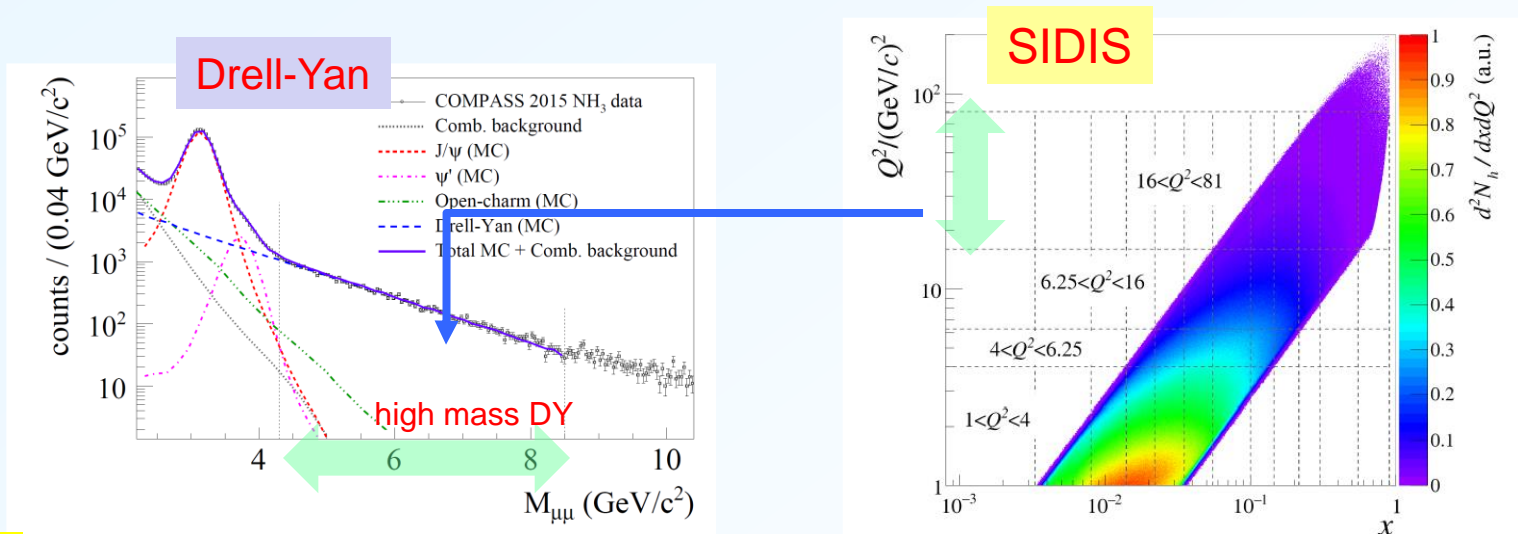 Drell-Yan
counts / (0.04 GeV/c²)
10⁵
10⁴
10³
10²
10
COMPASS 2015 NH₃ data
Comb. background
J/ψ (MC)
ψ' (MC)
Open-charm (MC)
Drell-Yan (MC)
Total MC + Comb. background
high mass DY
4 6 8 10
M_μμ (GeV/c²)
SIDIS
Q²/(GeV/c)²
10²
10
1
16<Q²<81
6.25<Q²<16
4<Q²<6.25
1<Q²<4
10⁻³ 10⁻² 10⁻¹ 1
x
1
0.9
0.8
0.7
0.6
0.5
0.4
0.3
0.2
0.1
0
d²N_h / dxdQ² (a.u.)